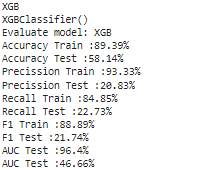 XGB
XGBClassifier()
Evaluate model: XGB
Accuracy Train :89.39%
Accuracy Test :58.14%
Precission Train :93.33%
Precission Test :20.83%
Recall Train :84.85%
Recall Test :22.73%
F1 Train :88.89%
F1 Test :21.74%
AUC Train :96.4%
AUC Test :46.66%